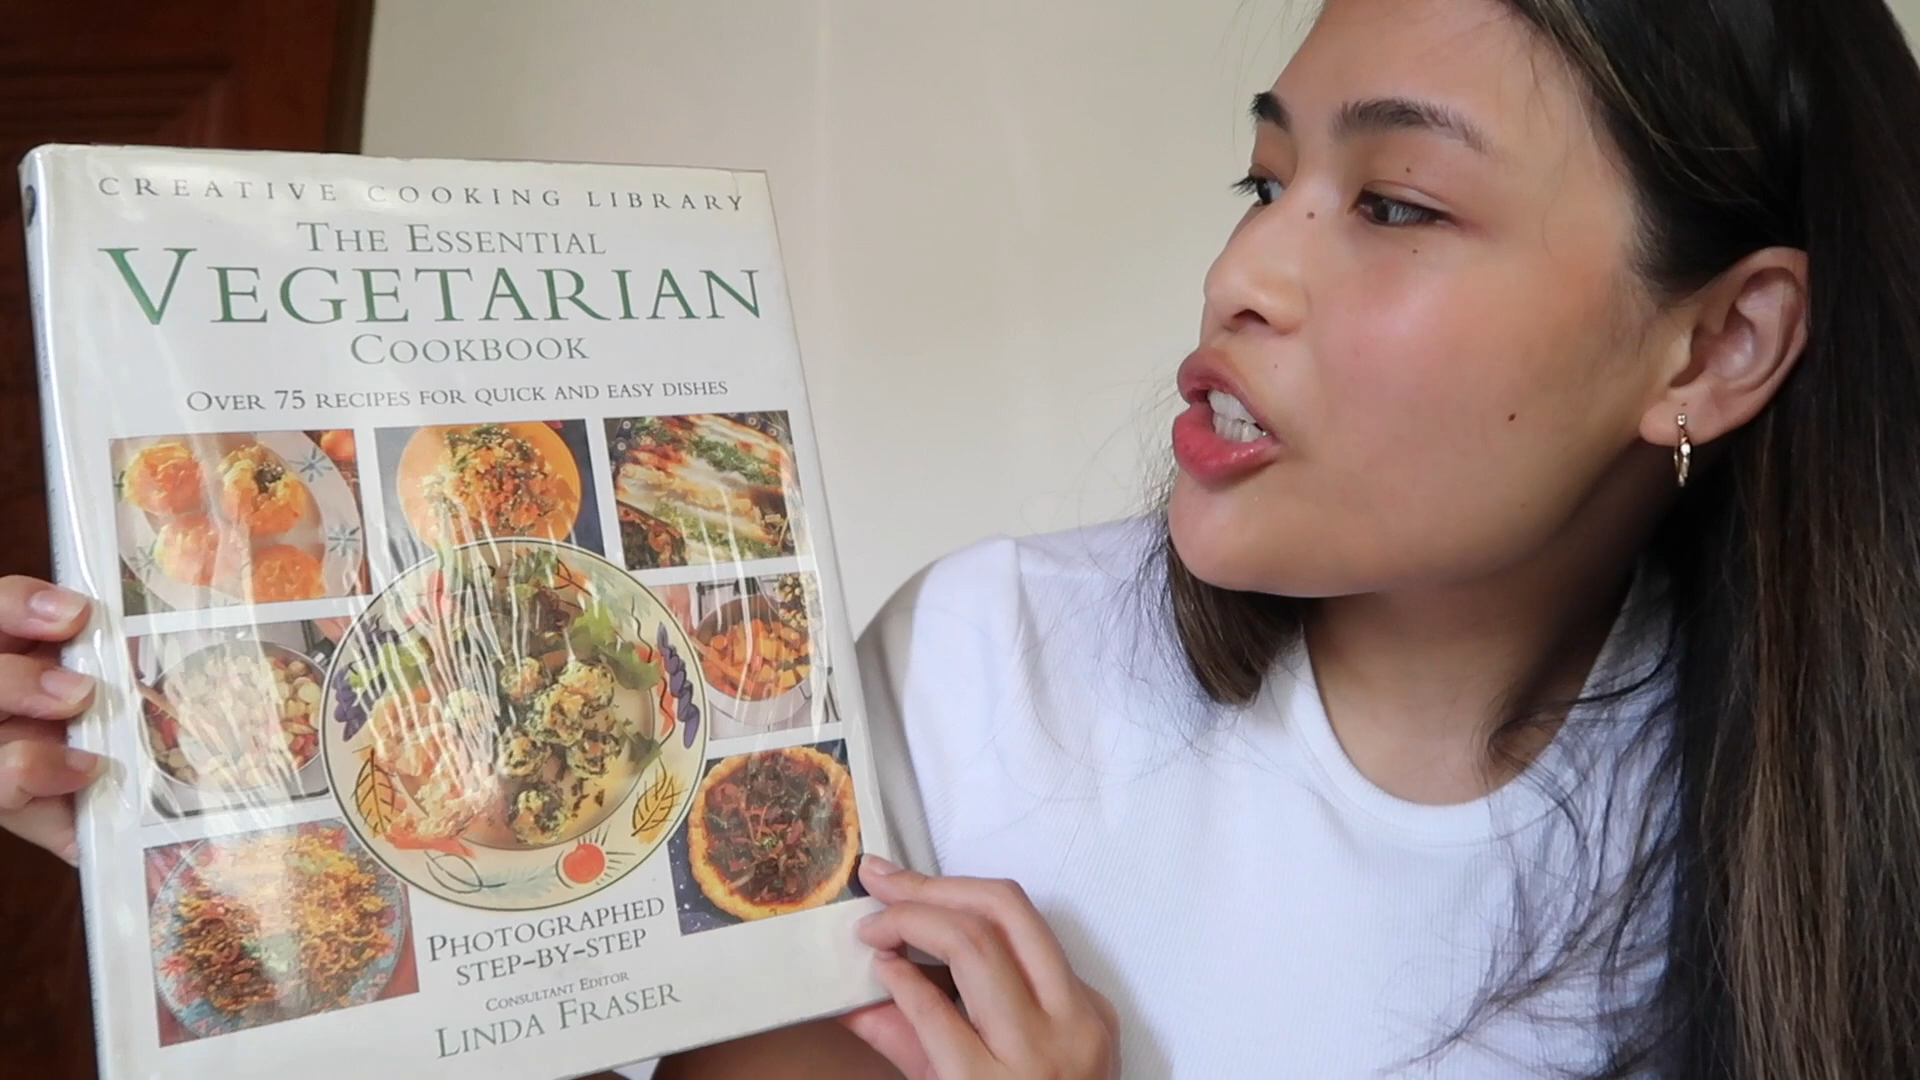 CREATIVE COOKING LIBRARY
THE ESSENTIAL
VEGETARIAN
COOKBOOK
OVER 75 RECIPES FOR QUICK AND EASY DISHES
PHOTOGRAPHED
STEP-BY-STEP
CONSULTANT EDITOR
LINDA FRASER